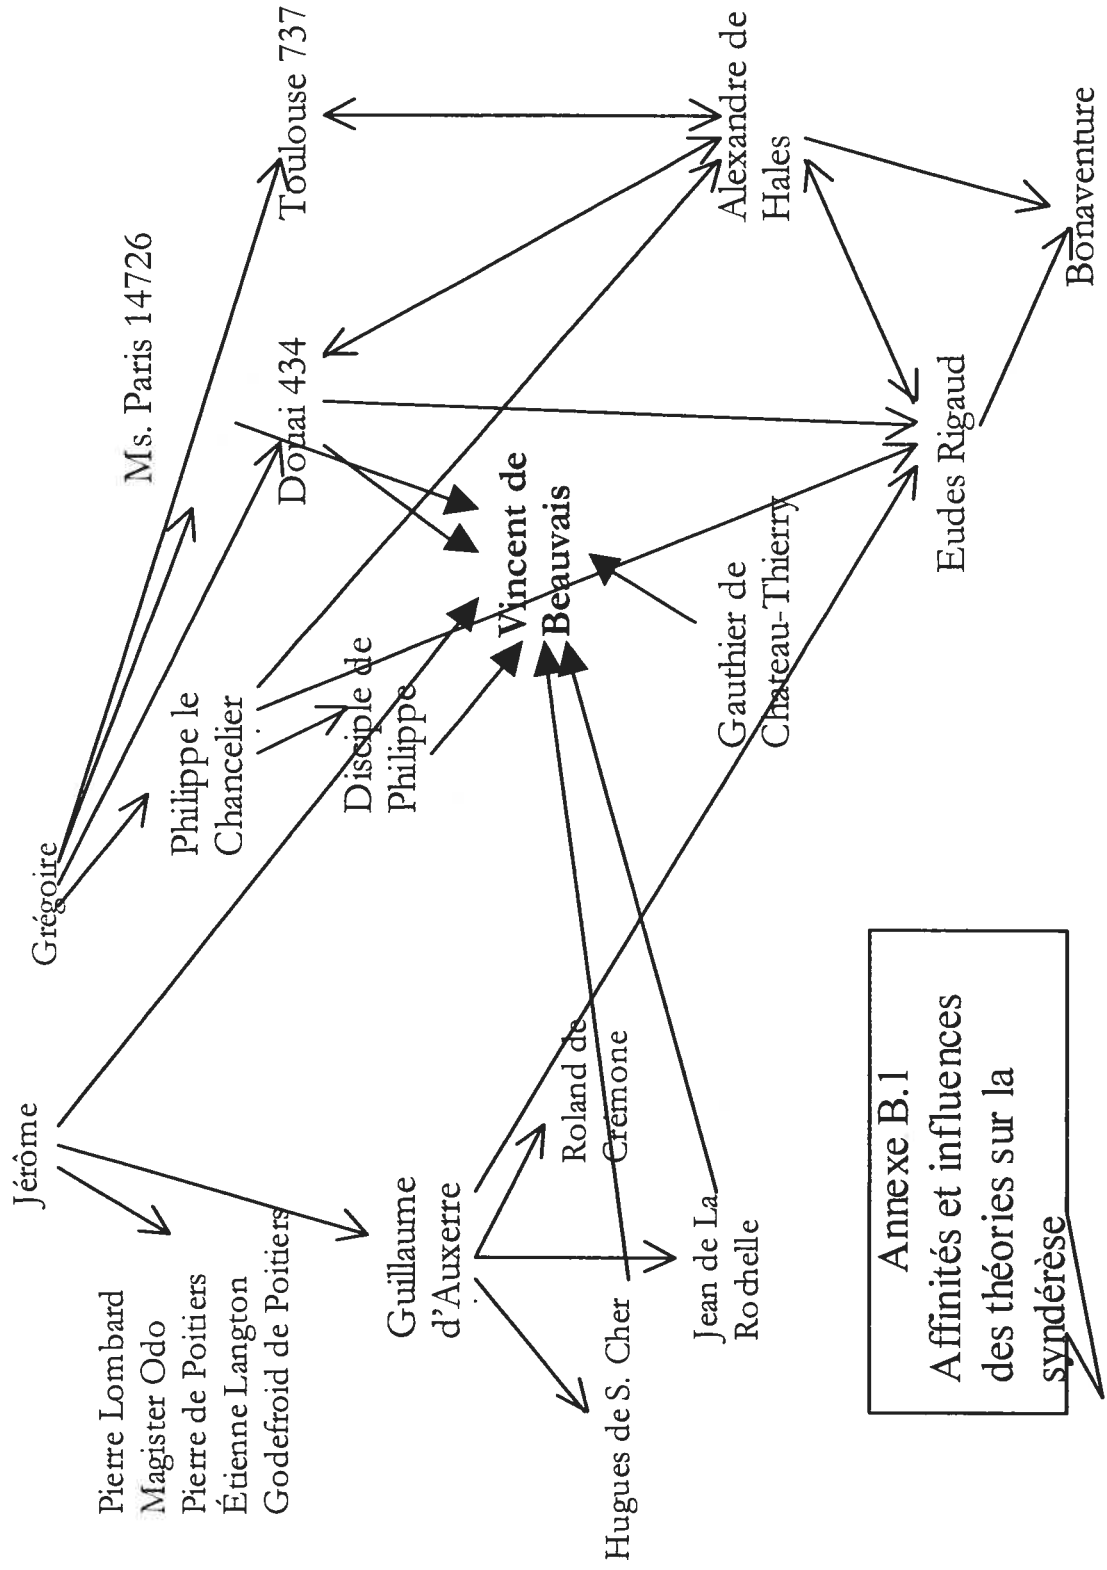 Jérôme
Grégoire
Pierre Lombard
Magister Odo
Pierre de Poitiers
Étienne Langton
Godefroid de Poitiers
Philippe le
Chancelier
Ms. Paris 14726
Douai 434
Toulouse 737
Guillaume
d'Auxerre
Disciple de
Philippe
Vincent de
Beauvais
Roland de
Crémone
Hugues de S. Cher
Jean de La
Rochelle
Gauthier de
Chateau-Thierry
Alexandre de
Hales
Eudes Rigaud
Bonaventure
Annexe B.1
Affinités et influences
des théories sur la
syndérèse